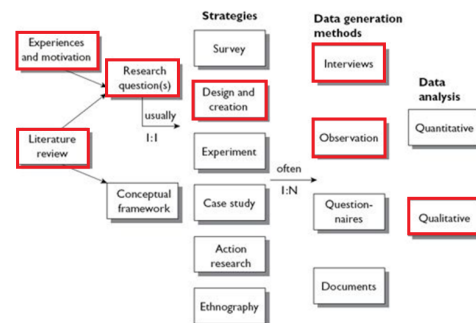 Strategies
Data generation
methods
Data
analysis
Experiences
and motivation
Literature
review
Research
question(s)
Conceptual
framework
usually
1:1
Survey
Design and
creation
Experiment
Case study
Action
research
Ethnography
often
1:N
Interviews
Observation
Question-
naires
Documents
Quantitative
Qualitative